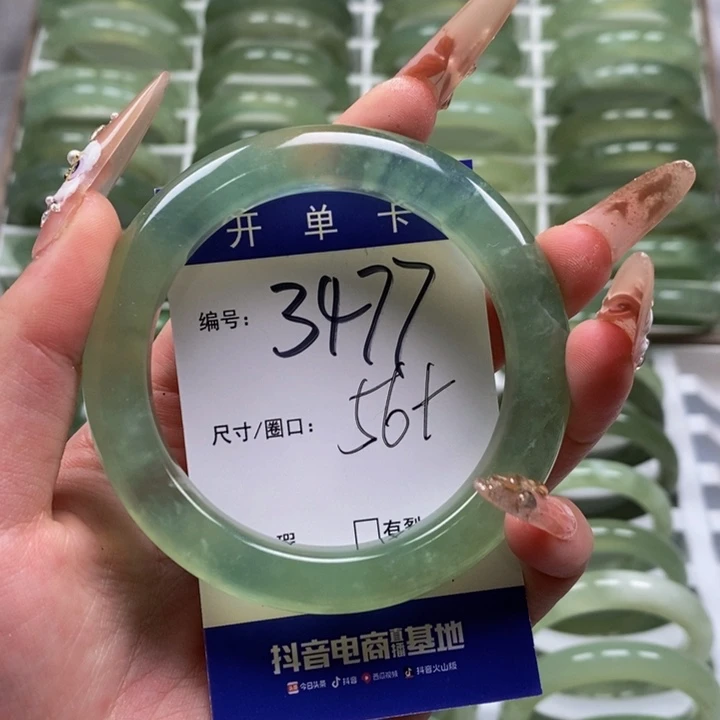 开单卡
编号: 3477
尺寸/圈口: 56+
瑕 有裂
抖音电商直播基地
今日头条 抖音 西瓜视频 抖音火山版